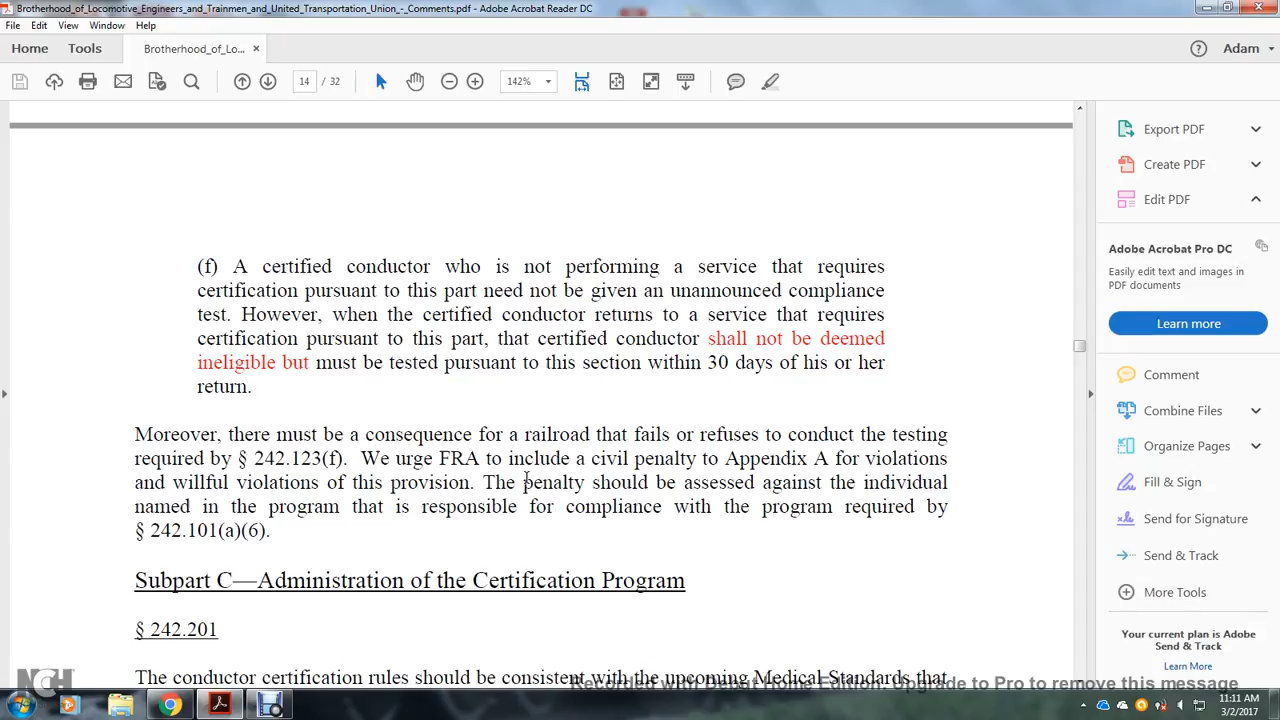 Brotherhood_of_Locomotive_Engineers_and_Trainmen_and_United_Transportation_Union_-_Comments.pdf - Adobe Acrobat Reader DC
File Edit View Window Help
Home Tools Brotherhood_of_Lo... × Adam
14 / 32 142%
(f) A certified conductor who is not performing a service that requires
certification pursuant to this part need not be given an unannounced compliance
test. However, when the certified conductor returns to a service that requires
certification pursuant to this part, that certified conductor shall not be deemed
ineligible but must be tested pursuant to this section within 30 days of his or her
return.
Moreover, there must be a consequence for a railroad that fails or refuses to conduct the testing
required by § 242.123(f). We urge FRA to include a civil penalty to Appendix A for violations
and willful violations of this provision. The penalty should be assessed against the individual
named in the program that is responsible for compliance with the program required by
§ 242.101(a)(6).
Subpart C—Administration of the Certification Program
§ 242.201
The conductor certification rules should be consistent with the upcoming Medical Standards that
Export PDF
Create PDF
Edit PDF
Adobe Acrobat Pro DC
Easily edit text and images in
PDF documents
Learn more
Comment
Combine Files
Organize Pages
Fill & Sign
Send for Signature
Send & Track
More Tools
Your current plan is Adobe
Send & Track
Learn More
NCH
Home Edition. Upgrade to Pro to remove this message
11:11 AM
3/2/2017